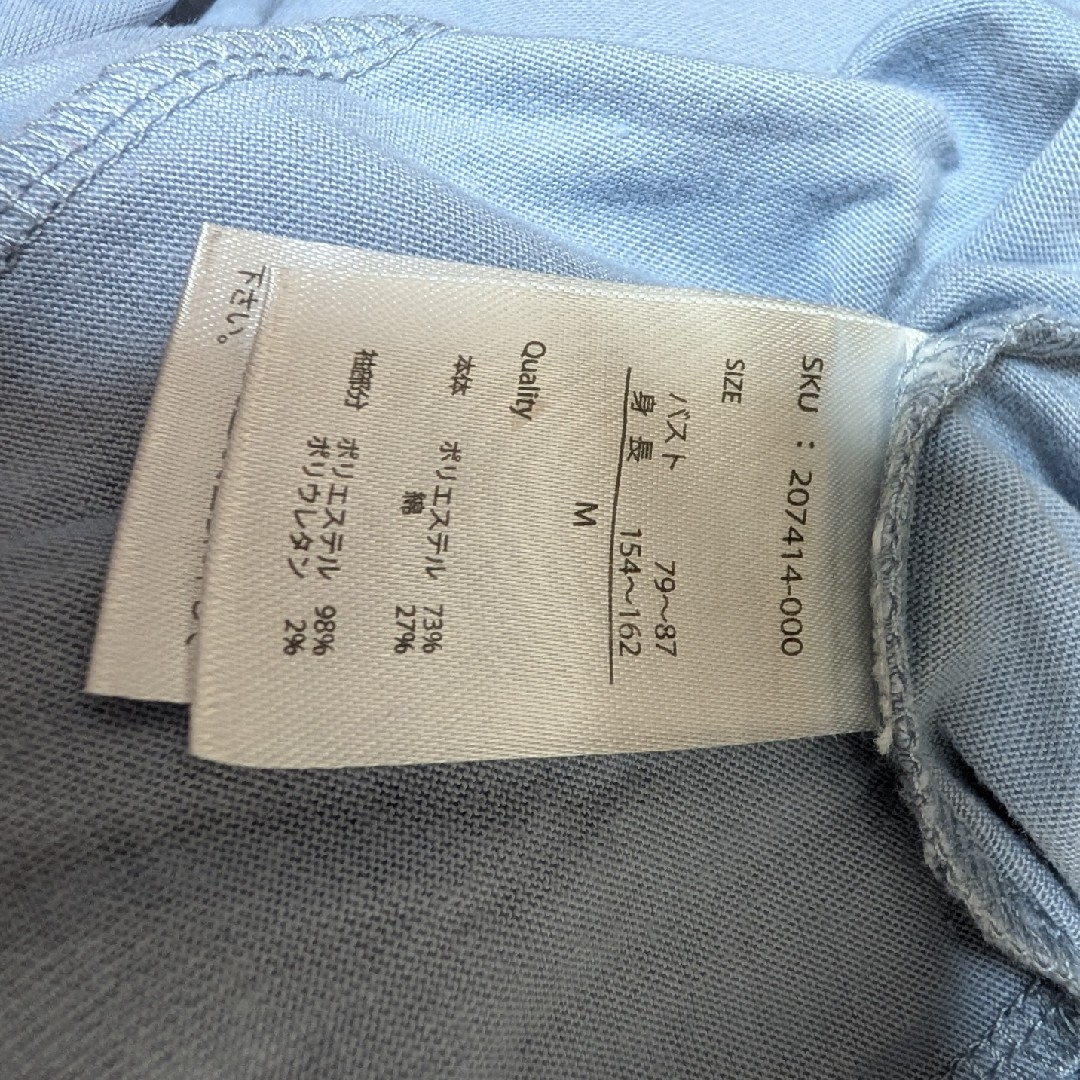 SKU : 207414-000
SIZE
バスト 79～87
身長 154～162
M
Quality
本体 ポリエステル 73%
綿 27%
袖部分 ポリエステル 98%
ポリウレタン 2%
下さい。